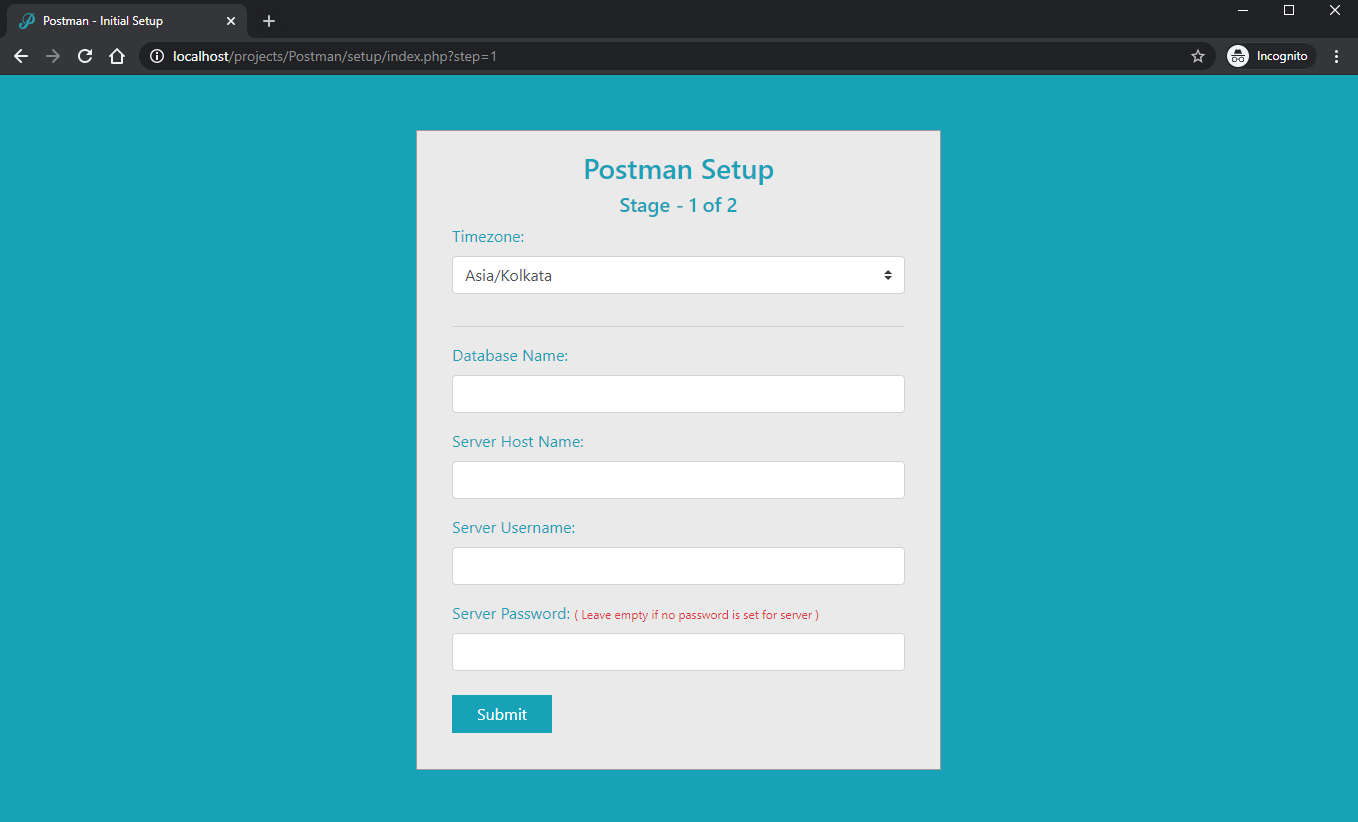 Postman - Initial Setup
localhost/projects/Postman/setup/index.php?step=1
Incognito
Postman Setup
Stage - 1 of 2
Timezone:
Asia/Kolkata
Database Name:
Server Host Name:
Server Username:
Server Password: ( Leave empty if no password is set for server )
Submit